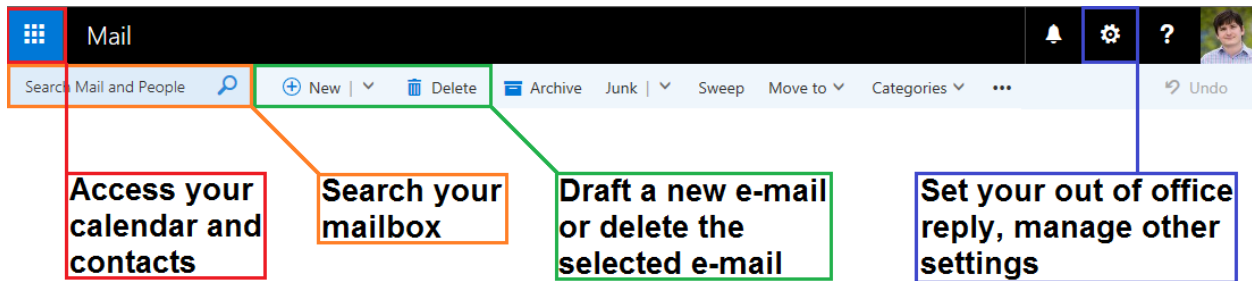 Mail
?
Search Mail and People
New | Delete Archive Junk | Sweep Move to Categories ••• Undo
Access your
calendar and
contacts
Search your
mailbox
Draft a new e-mail
or delete the
selected e-mail
Set your out of office
reply, manage other
settings